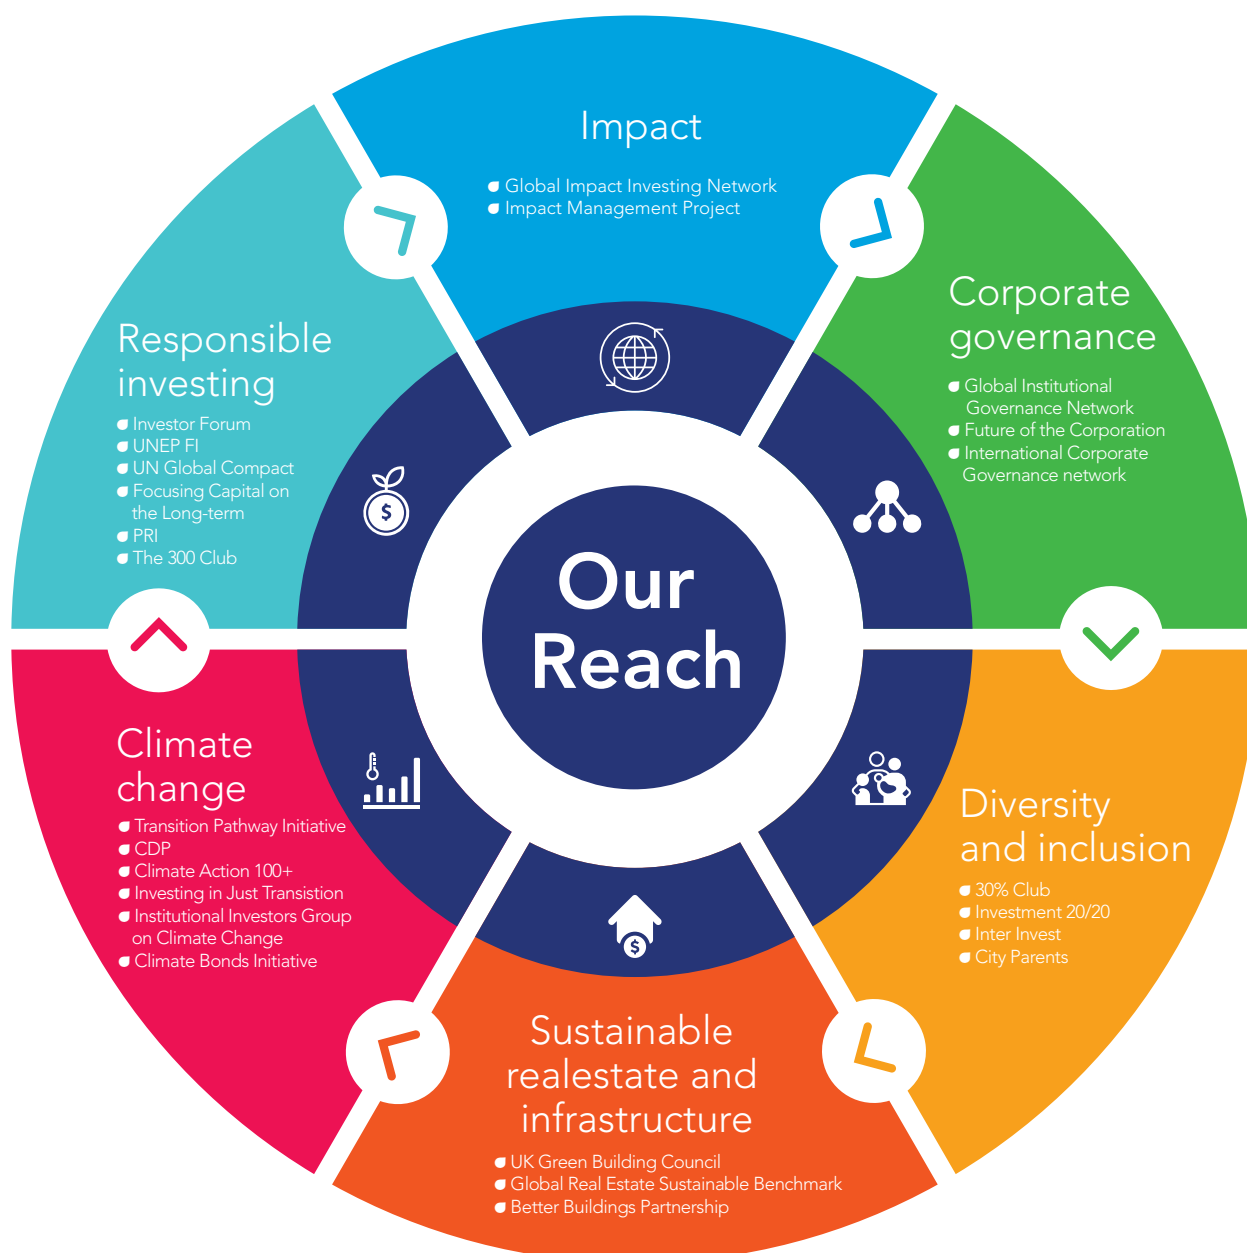 Impact
Global Impact Investing Network
Impact Management Project
Corporate
governance
Global Institutional
Governance Network
Future of the Corporation
International Corporate
Governance network
Diversity
and inclusion
30% Club
Investment 20/20
Inter Invest
City Parents
Sustainable
realestate and
infrastructure
UK Green Building Council
Global Real Estate Sustainable Benchmark
Better Buildings Partnership
Climate
change
Transition Pathway Initiative
CDP
Climate Action 100+
Investing in Just Transistion
Institutional Investors Group
on Climate Change
Climate Bonds Initiative
Responsible
investing
Investor Forum
UNEP FI
UN Global Compact
Focusing Capital on
the Long-term
PRI
The 300 Club
$
$
Our
Reach